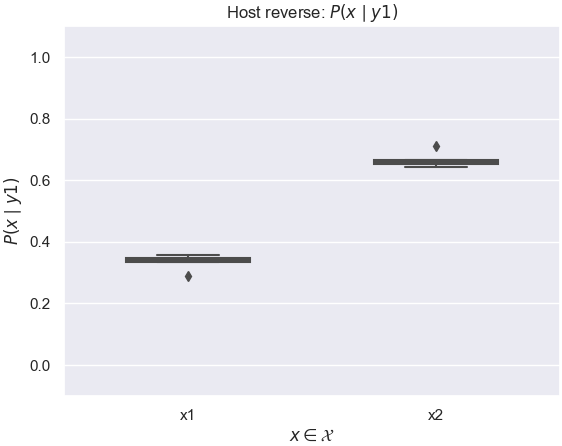 Host reverse: P(x | y1)
1.0
0.8
0.6
0.4
0.2
0.0
P(x | y1)
x1 x2
x ∈ 𝒳